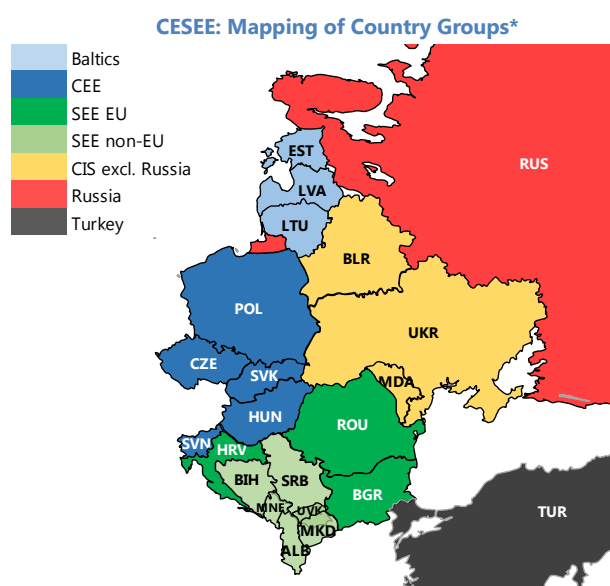 CESEE: Mapping of Country Groups*
Baltics
CEE
SEE EU
SEE non-EU
CIS excl. Russia
Russia
Turkey
EST
RUS
LVA
LTU
BLR
POL
UKR
CZE
SVK
MDA
HUN
ROU
SVN
HRV
BIH
SRB
BGR
MNE
UVK
TUR
MKD
ALB